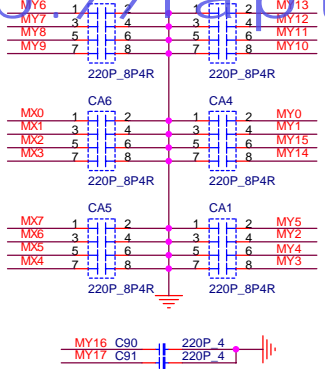 MY6 1 2 1 2 MY13
MY7 3 4 3 4 MY12
MY8 5 6 5 6 MY11
MY9 7 8 7 8 MY10
220P_8P4R 220P_8P4R
CA6 CA4
MX0 1 2 1 2 MY0
MX1 3 4 3 4 MY1
MX2 5 6 5 6 MY15
MX3 7 8 7 8 MY14
220P_8P4R 220P_8P4R
CA5 CA1
MX7 1 2 1 2 MY5
MX6 3 4 3 4 MY2
MX5 5 6 5 6 MY4
MX4 7 8 7 8 MY3
220P_8P4R 220P_8P4R
MY16 C90 220P_4
MY17 C91 220P_4